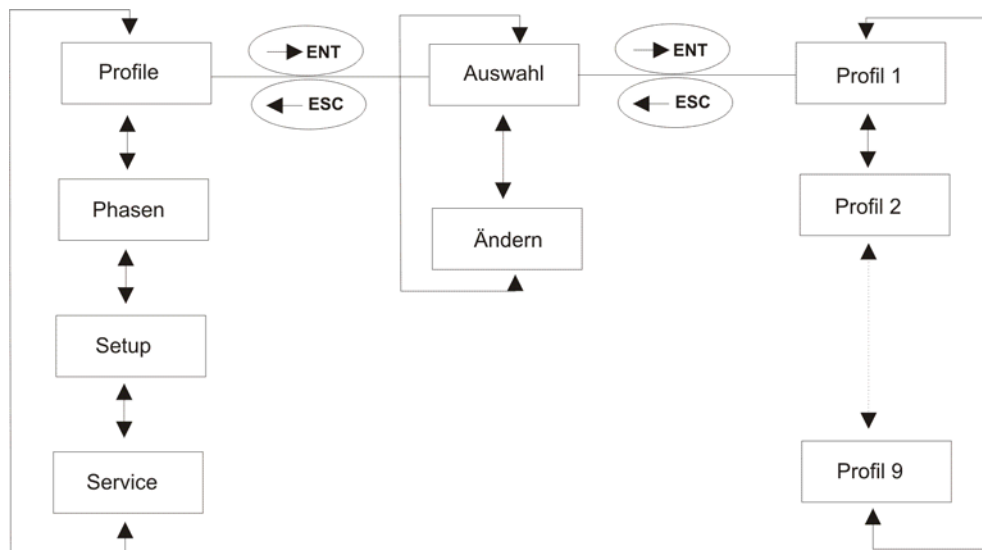 Profile
ENT
ESC
Auswahl
ENT
ESC
Profil 1
Phasen
Ändern
Profil 2
Setup
Service
Profil 9